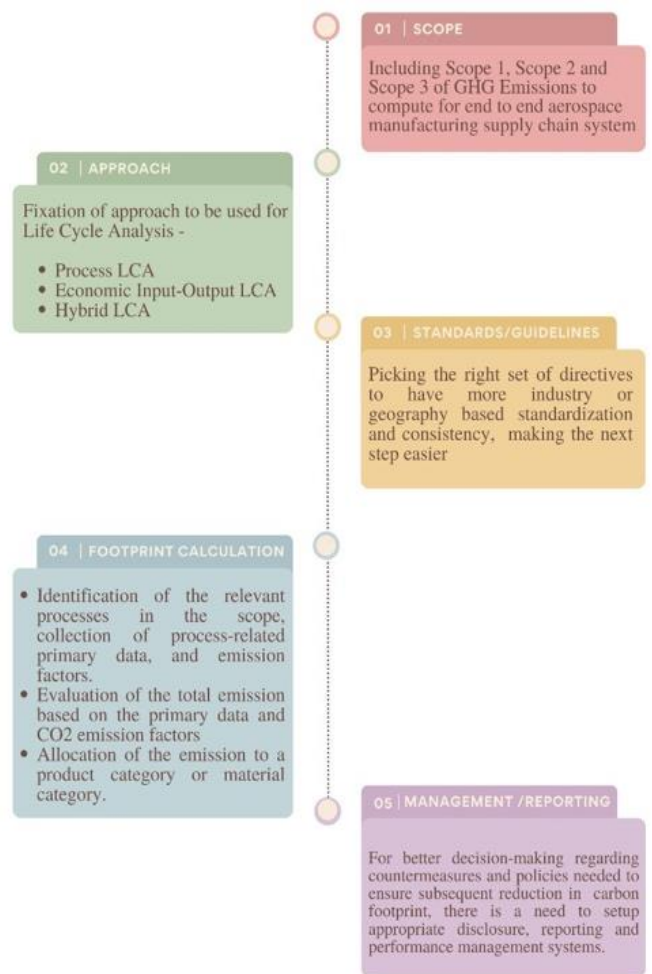 01 | SCOPE
Including Scope 1, Scope 2 and
Scope 3 of GHG Emissions to
compute for end to end aerospace
manufacturing supply chain system
02 | APPROACH
Fixation of approach to be used for
Life Cycle Analysis -
• Process LCA
• Economic Input-Output LCA
• Hybrid LCA
03 | STANDARDS/GUIDELINES
Picking the right set of directives
to have more industry or
geography based standardization
and consistency, making the next
step easier
04 | FOOTPRINT CALCULATION
• Identification of the relevant
processes in the scope,
collection of process-related
primary data, and emission
factors.
• Evaluation of the total emission
based on the primary data and
CO2 emission factors
• Allocation of the emission to a
product category or material
category.
05 | MANAGEMENT /REPORTING
For better decision-making regarding
countermeasures and policies needed to
ensure subsequent reduction in carbon
footprint, there is a need to setup
appropriate disclosure, reporting and
performance management systems.